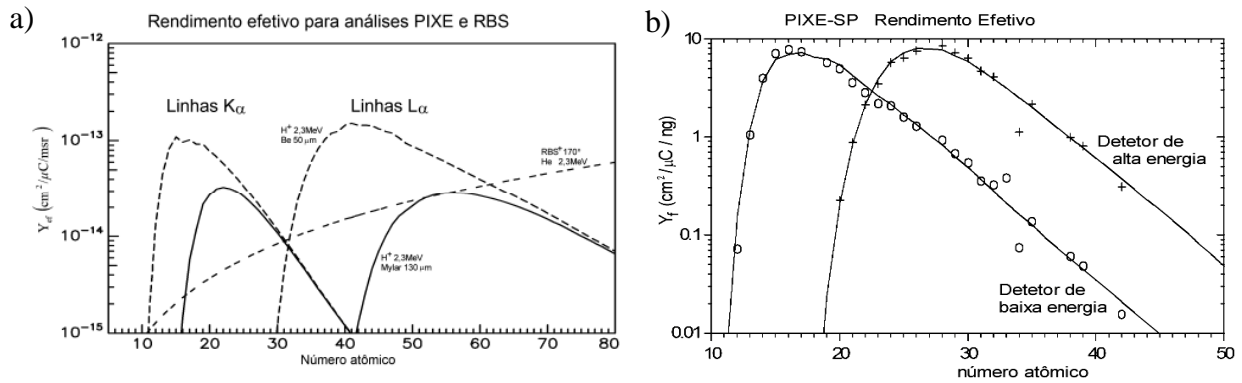 a)
Rendimento efetivo para análises PIXE e RBS
10⁻¹²
10⁻¹³
10⁻¹⁴
10⁻¹⁵
Y_ef (cm²/μC/msr)
Linhas Kα
Linhas Lα
H⁺ 2,3MeV
Be 50 μm
RBS* 170°
He 2,3MeV
H⁺ 2,3MeV
Mylar 130 μm
10 20 30 40 50 60 70 80
Número atômico
b)
PIXE-SP Rendimento Efetivo
10
1
0.1
0.01
Y_f (cm²/μC / ng)
Detetor de
alta energia
Detetor de
baixa energia
10 20 30 40 50
número atômico